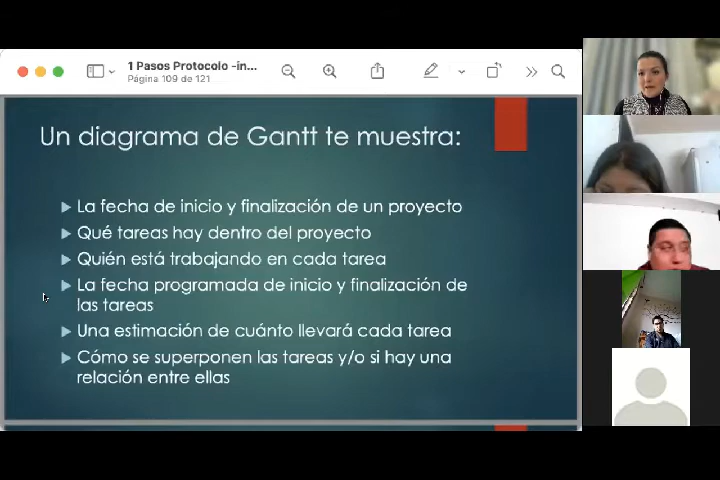 1 Pasos Protocolo -in...
Página 109 de 121
Un diagrama de Gantt te muestra:
La fecha de inicio y finalización de un proyecto
Qué tareas hay dentro del proyecto
Quién está trabajando en cada tarea
La fecha programada de inicio y finalización de
las tareas
Una estimación de cuánto llevará cada tarea
Cómo se superponen las tareas y/o si hay una
relación entre ellas